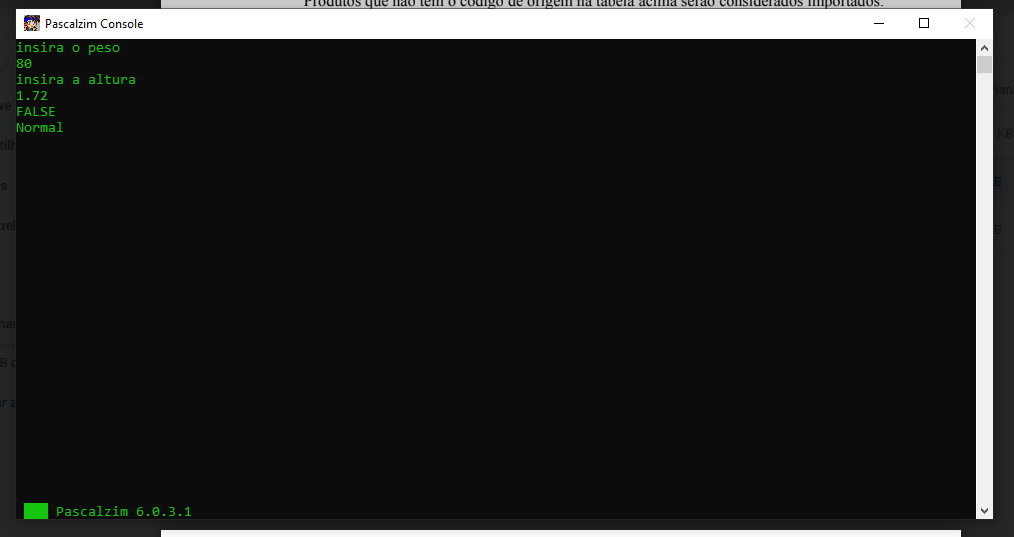 Produtos que não tem o código de origem na tabela acima serão considerados importados.
Pascalzim Console
insira o peso
80
insira a altura
1.72
FALSE
Normal
KB
B
B
Pascalzim 6.0.3.1